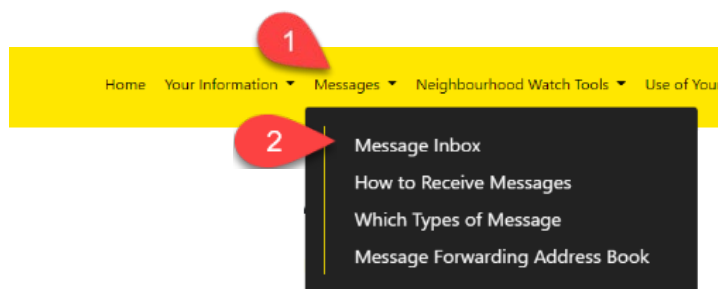 1
Home Your Information Messages Neighbourhood Watch Tools Use of Your
2
Message Inbox
How to Receive Messages
Which Types of Message
Message Forwarding Address Book